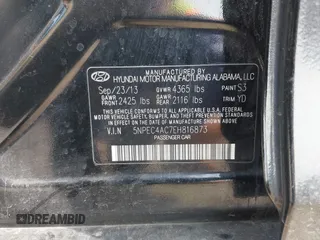 HYUNDAI MOTOR MANUFACTURING ALABAMA, LLC
Sep/23/13 GVWR 4365 lbs PAINT S3
GAWR FRONT 2425 lbs GAWR REAR 2116 lbs TRIM YD
THIS VEHICLE CONFORMS TO ALL APPLICABLE U.S. FEDERAL MOTOR VEHICLE SAFETY, BUMPER, AND THEFT PREVENTION STANDARDS IN EFFECT ON THE DATE OF MANUFACTURE SHOWN ABOVE.
V.I.N 5NPEC4AC7EH816873
PASSENGER CAR
DREAMBID